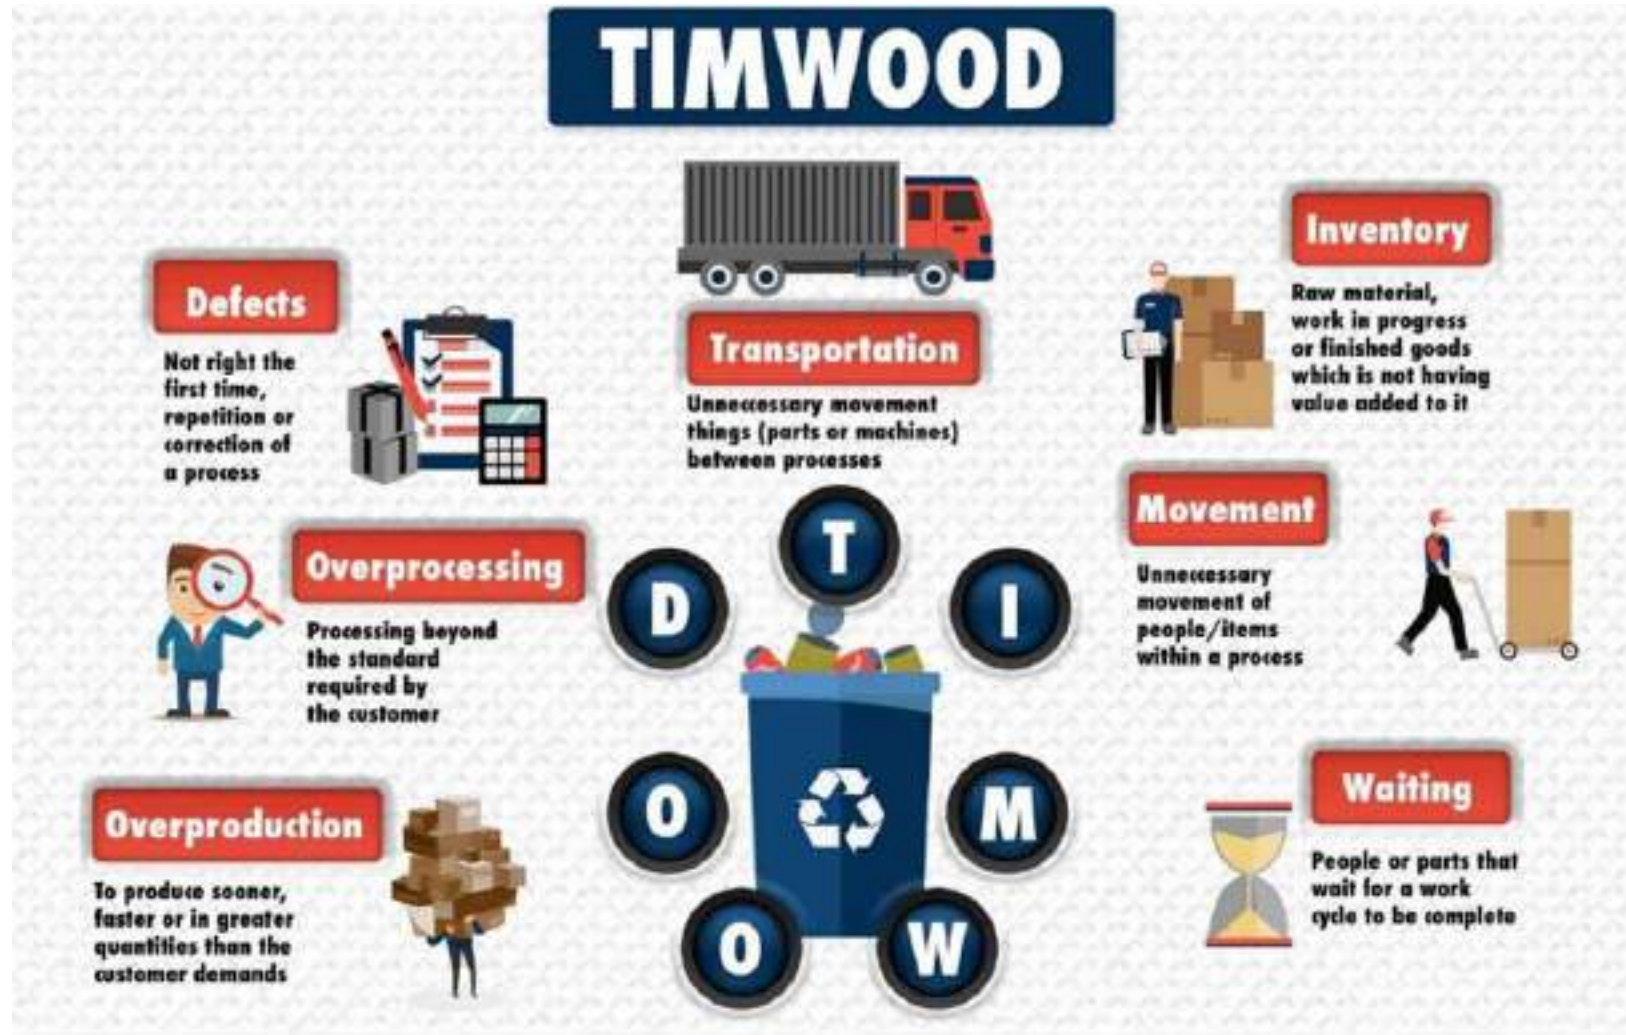 TIMWOOD
Transportation
Unneccessary movement
things (parts or machines)
between processes
Inventory
Raw material,
work in progress
or finished goods
which is not having
value added to it
Movement
Unneccessary
movement of
people/items
within a process
Waiting
People or parts that
wait for a work
cycle to be complete
Overproduction
To produce sooner,
faster or in greater
quantities than the
customer demands
Overprocessing
Processing beyond
the standard
required by
the customer
Defects
Not right the
first time,
repetition or
correction of
a process
T
I
M
W
O
O
D